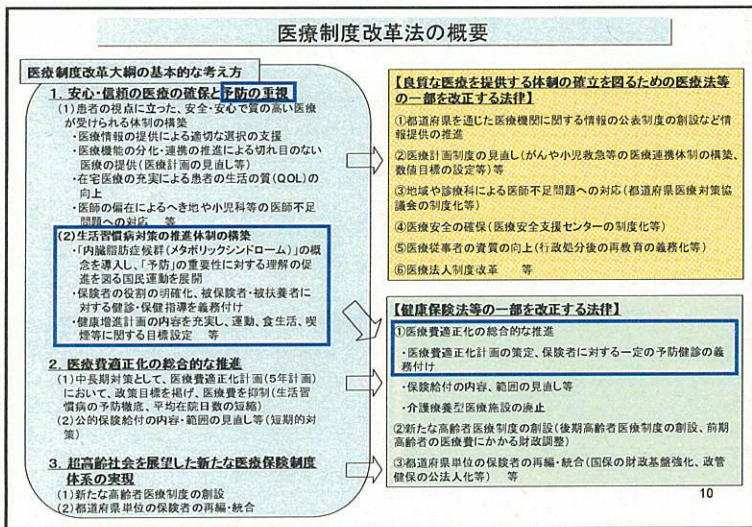 医療制度改革法の概要
医療制度改革大綱の基本的な考え方
1. 安心・信頼の医療の確保と予防の重視
(1)患者の視点に立った、安全・安心で質の高い医療
が受けられる体制の構築
・医療情報の提供による適切な選択の支援
・医療機能の分化・連携の推進による切れ目のない
医療の提供(医療計画の見直し等)
・在宅医療の充実による患者の生活の質(QOL)の
向上
・医師の偏在によるへき地や小児科等の医師不足
問題への対応 等
(2)生活習慣病対策の推進体制の構築
・「内臓脂肪症候群(メタボリックシンドローム)」の概
念を導入し、「予防」の重要性に対する理解の促
進を図る国民運動を展開
・保険者の役割の明確化、被保険者・被扶養者に
対する健診・保健指導を義務付け
・健康増進計画の内容を充実し、運動、食生活、喫
煙等に関する目標設定 等
2. 医療費適正化の総合的な推進
(1)中長期対策として、医療費適正化計画(5年計画)
において、政策目標を掲げ、医療費を抑制(生活習
慣病の予防徹底、平均在院日数の短縮)
(2)公的保険給付の内容・範囲の見直し等(短期的対
策)
3. 超高齢社会を展望した新たな医療保険制度
体系の実現
(1)新たな高齢者医療制度の創設
(2)都道府県単位の保険者の再編・統合
【良質な医療を提供する体制の確立を図るための医療法等
の一部を改正する法律】
①都道府県を通じた医療機関に関する情報の公表制度の創設など情
報提供の推進
②医療計画制度の見直し(がんや小児救急等の医療連携体制の構築、
数値目標の設定等)等
③地域や診療科による医師不足問題への対応(都道府県医療対策協
議会の制度化等)
④医療安全の確保(医療安全支援センターの制度化等)
⑤医療従事者の資質の向上(行政処分後の再教育の義務化等)
⑥医療法人制度改革 等
【健康保険法等の一部を改正する法律】
①医療費適正化の総合的な推進
・医療費適正化計画の策定、保険者に対する一定の予防健診の義
務付け
・保険給付の内容、範囲の見直し等
・介護療養型医療施設の廃止
②新たな高齢者医療制度の創設(後期高齢者医療制度の創設、前期
高齢者の医療費にかかる財政調整)
③都道府県単位の保険者の再編・統合(国保の財政基盤強化、政管
健保の公法人化等) 等
10